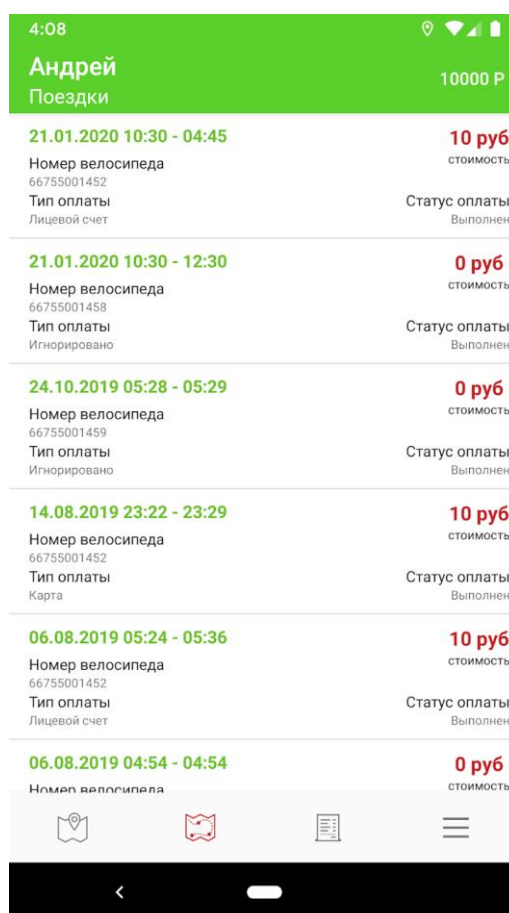 4:08
Андрей
10000 Р
Поездки
21.01.2020 10:30 - 04:45
10 руб
Номер велосипеда
стоимость
66755001452
Тип оплаты
Статус оплаты
Лицевой счет
Выполнен
21.01.2020 10:30 - 12:30
0 руб
Номер велосипеда
стоимость
66755001458
Тип оплаты
Статус оплаты
Игнорировано
Выполнен
24.10.2019 05:28 - 05:29
0 руб
Номер велосипеда
стоимость
66755001459
Тип оплаты
Статус оплаты
Игнорировано
Выполнен
14.08.2019 23:22 - 23:29
10 руб
Номер велосипеда
стоимость
66755001452
Тип оплаты
Статус оплаты
Карта
Выполнен
06.08.2019 05:24 - 05:36
10 руб
Номер велосипеда
стоимость
66755001452
Тип оплаты
Статус оплаты
Лицевой счет
Выполнен
06.08.2019 04:54 - 04:54
0 руб
Номер велосипеда
стоимость